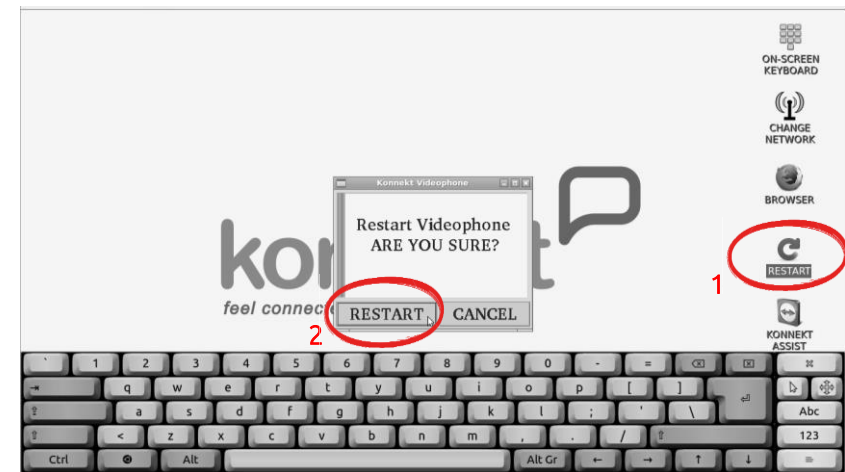 ON-SCREEN
KEYBOARD
CHANGE
NETWORK
BROWSER
1
RESTART
KONNEKT
ASSIST
Konnekt Videophone
Restart Videophone
ARE YOU SURE?
2
RESTART CANCEL
feel connec
` 1 2 3 4 5 6 7 8 9 0 - =
q w e r t y u i o p [ ]
a s d f g h j k l ; ' \ Abc
< z x c v b n m , . / 123
Ctrl Alt Alt Gr ← → ↑ ↓